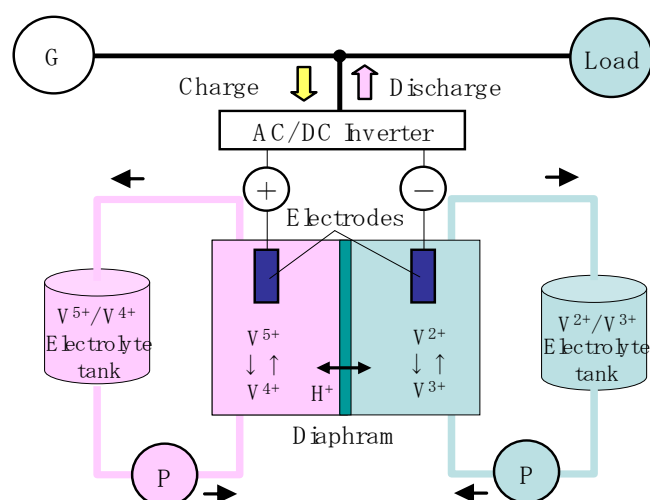 G
Load
Charge
Discharge
AC/DC Inverter
+
−
Electrodes
V⁵⁺/V⁴⁺
Electrolyte
tank
V⁵⁺
↓ ↑
V⁴⁺
H⁺
V²⁺
↓ ↑
V³⁺
V²⁺/V³⁺
Electrolyte
tank
Diaphram
P
P